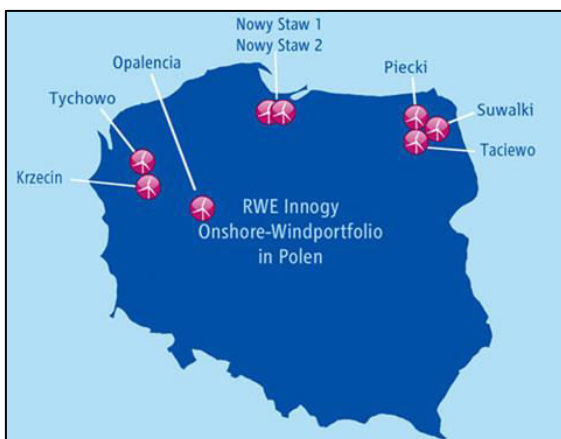 Nowy Staw 1
Nowy Staw 2
Opalencia
Piecki
Tychowo
Suwalki
Taciewo
Krzecin
RWE Innogy
Onshore-Windportfolio
in Polen